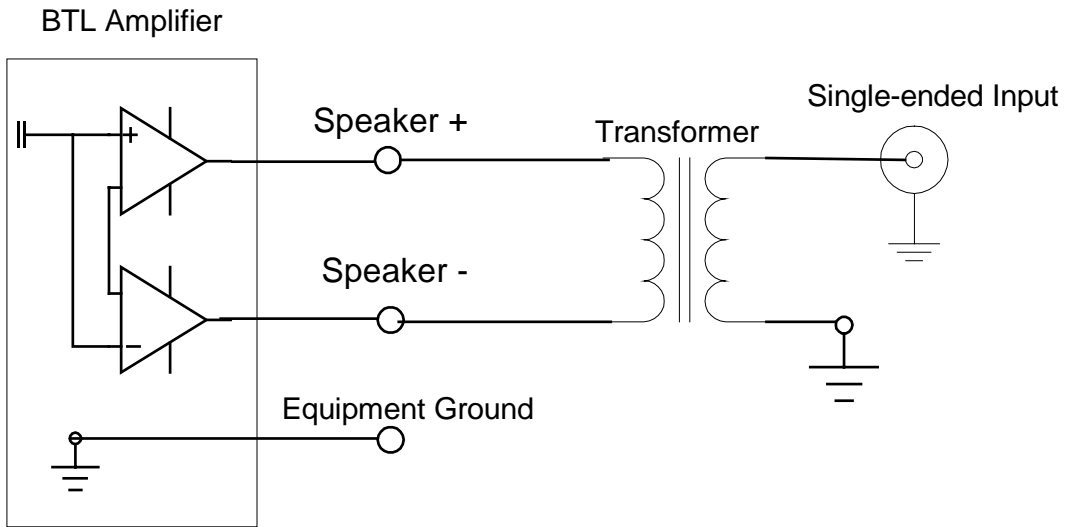 BTL Amplifier
Single-ended Input
Speaker +
Transformer
+
Speaker -
−
Equipment Ground